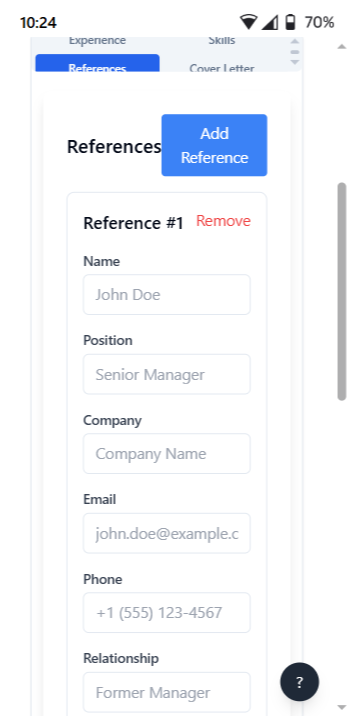 10:24
70%
Experience
Skills
References
Cover Letter
References
Add
Reference
Reference #1
Remove
Name
John Doe
Position
Senior Manager
Company
Company Name
Email
john.doe@example.c
Phone
+1 (555) 123-4567
Relationship
Former Manager
?